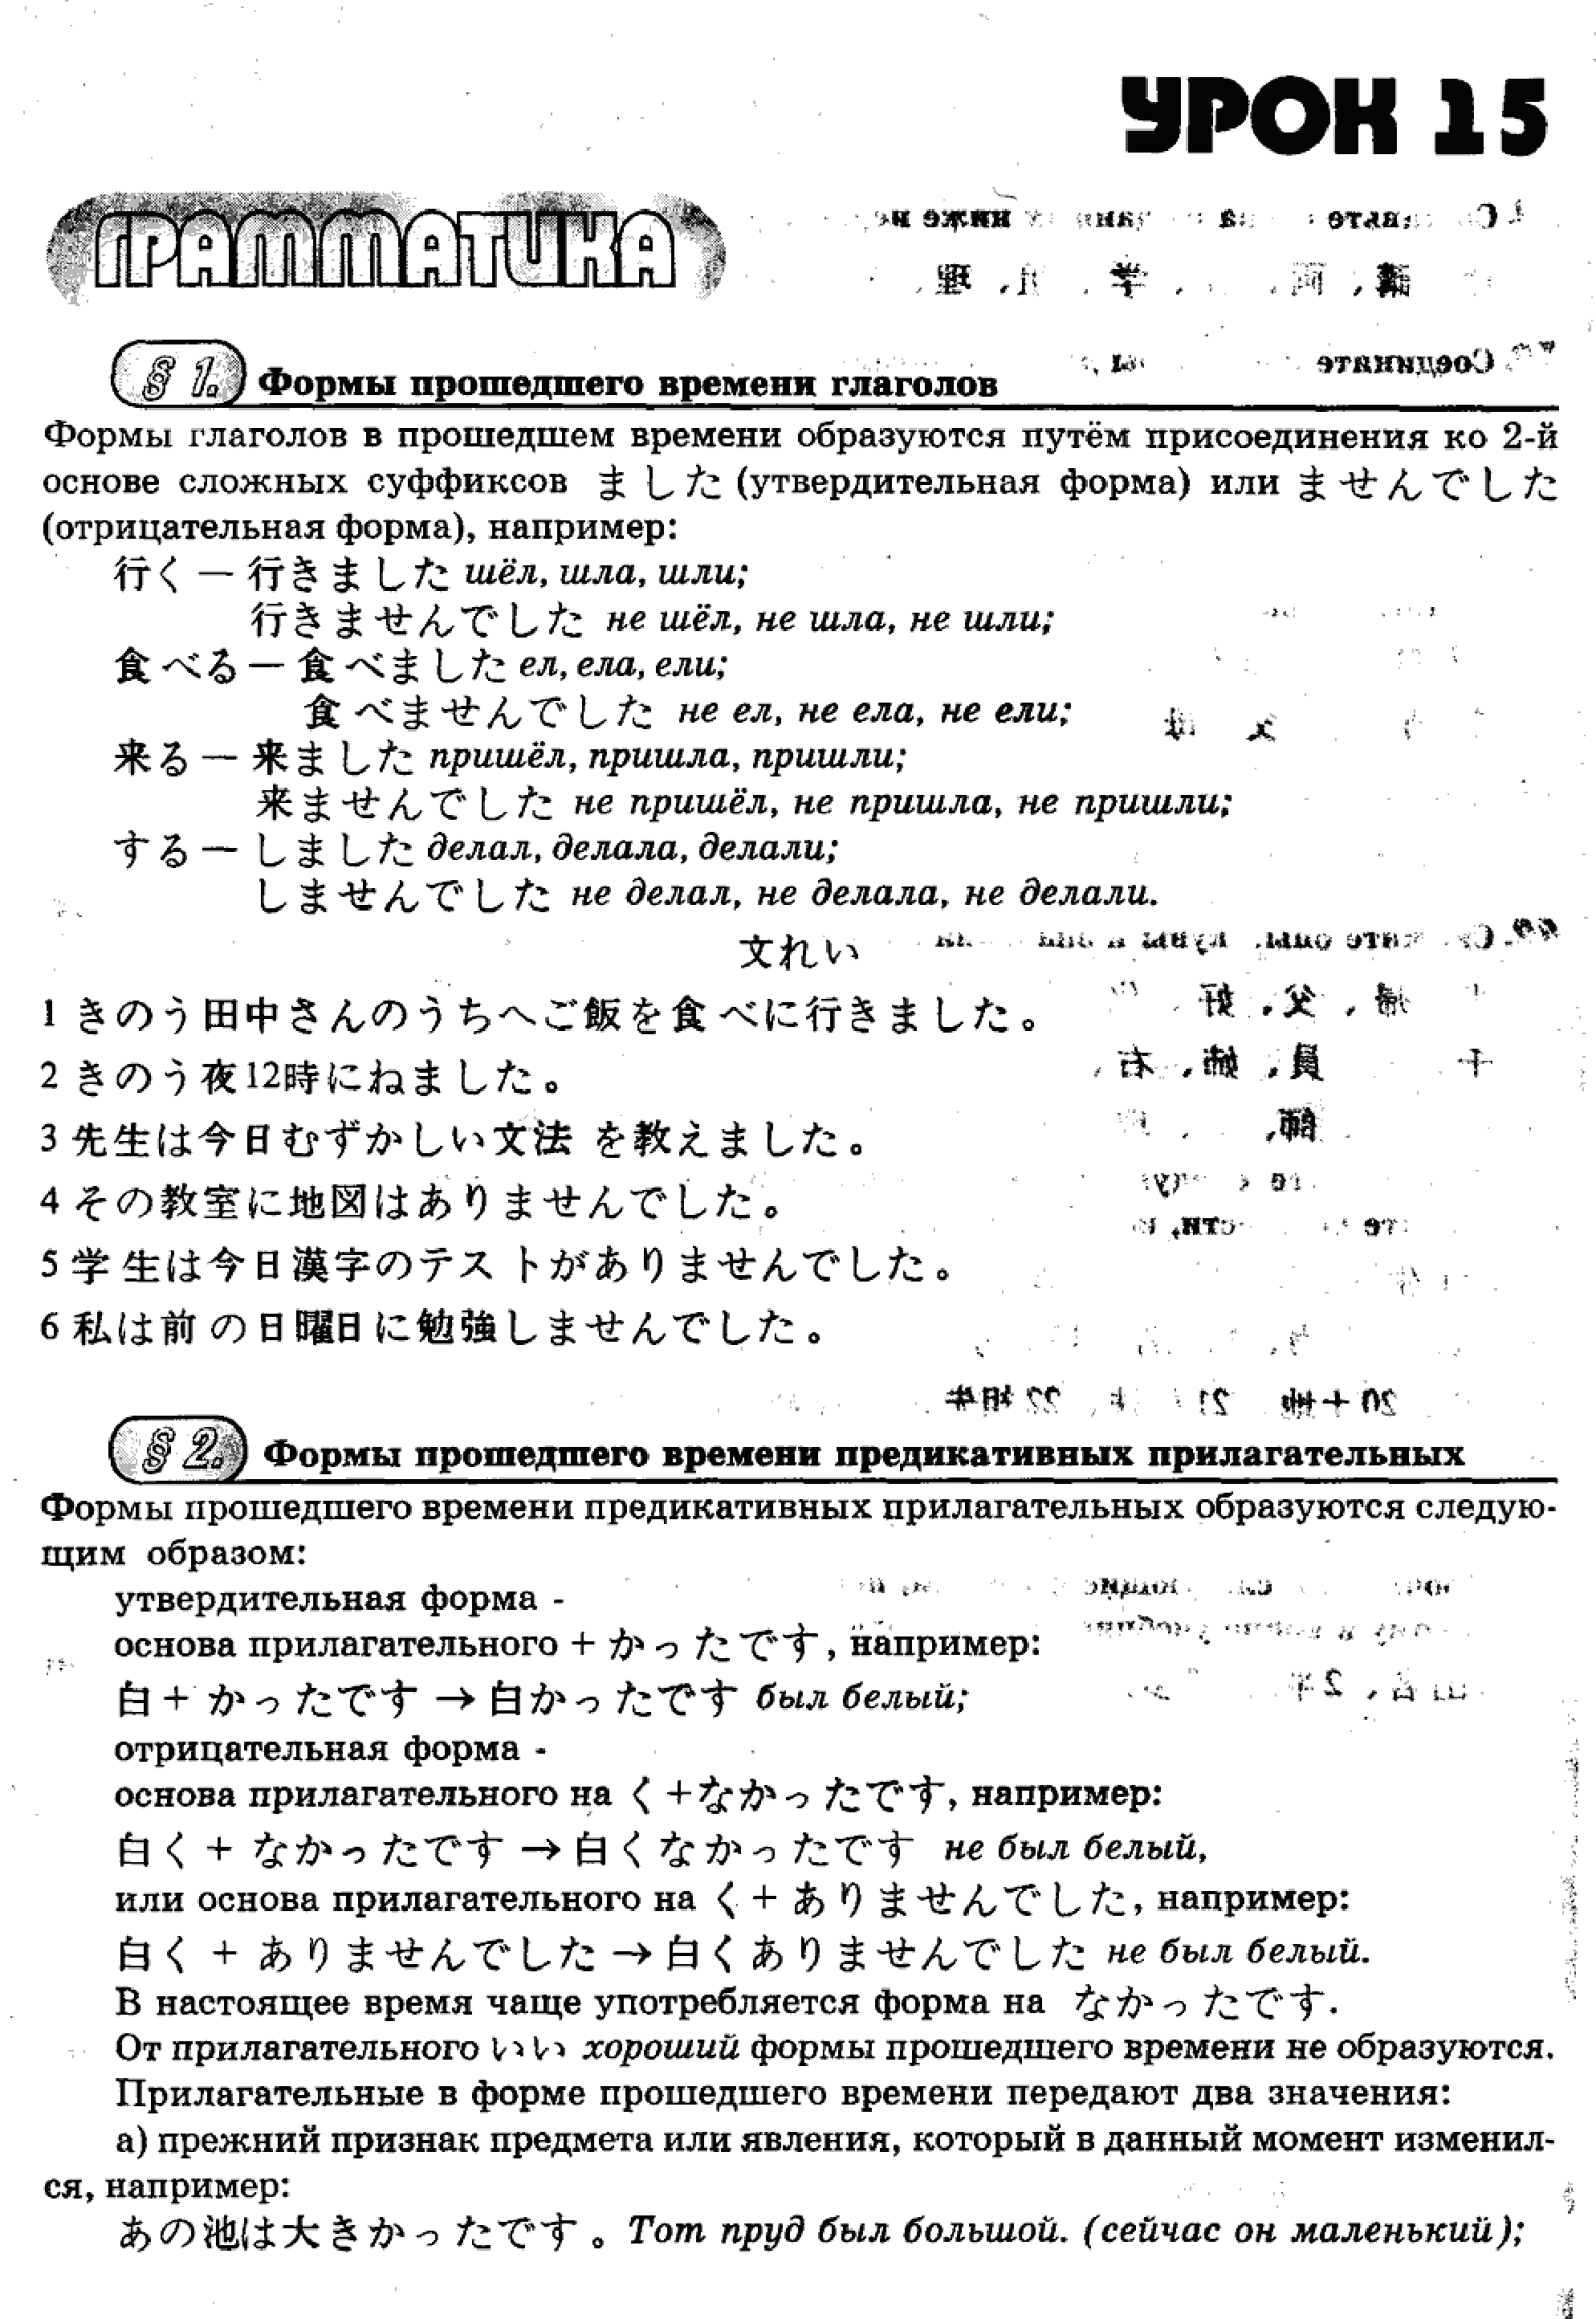 УРОК 15
ГРАММАТИКА
§ 1. Формы прошедшего времени глаголов
Формы глаголов в прошедшем времени образуются путём присоединения ко 2-й
основе сложных суффиксов ました (утвердительная форма) или ませんでした
(отрицательная форма), например:
行く — 行きました шёл, шла, шли;
行きませんでした не шёл, не шла, не шли;
食べる — 食べました ел, ела, ели;
食べませんでした не ел, не ела, не ели;
来る — 来ました пришёл, пришла, пришли;
来ませんでした не пришёл, не пришла, не пришли;
する — しました делал, делала, делали;
しませんでした не делал, не делала, не делали.
文れい
1 きのう田中さんのうちへご飯を食べに行きました。
2 きのう夜12時にねました。
3 先生は今日むずかしい文法を教えました。
4 その教室に地図はありませんでした。
5 学生は今日漢字のテストがありませんでした。
6 私は前の日曜日に勉強しませんでした。
§ 2. Формы прошедшего времени предикативных прилагательных
Формы прошедшего времени предикативных прилагательных образуются следую-
щим образом:
утвердительная форма -
основа прилагательного + かったです, например:
白 + かったです → 白かったです был белый;
отрицательная форма -
основа прилагательного на く +なかったです, например:
白く + なかったです → 白くなかったです не был белый,
или основа прилагательного на く + ありませんでした, например:
白く + ありませんでした → 白くありませんでした не был белый.
В настоящее время чаще употребляется форма на なかったです.
От прилагательного いい хороший формы прошедшего времени не образуются.
Прилагательные в форме прошедшего времени передают два значения:
а) прежний признак предмета или явления, который в данный момент изменил-
ся, например:
あの池は大きかったです。Тот пруд был большой. (сейчас он маленький);